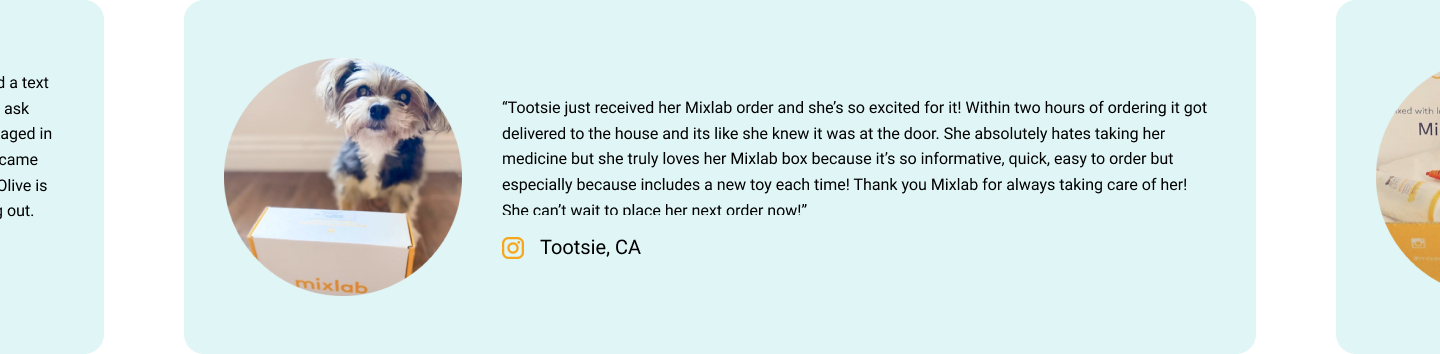 d a text
ask
aged in
came
Olive is
g out.
“Tootsie just received her Mixlab order and she’s so excited for it! Within two hours of ordering it got
delivered to the house and its like she knew it was at the door. She absolutely hates taking her
medicine but she truly loves her Mixlab box because it’s so informative, quick, easy to order but
especially because includes a new toy each time! Thank you Mixlab for always taking care of her!
She can’t wait to place her next order now!”
Tootsie, CA
mixlab
ked with l
Mi